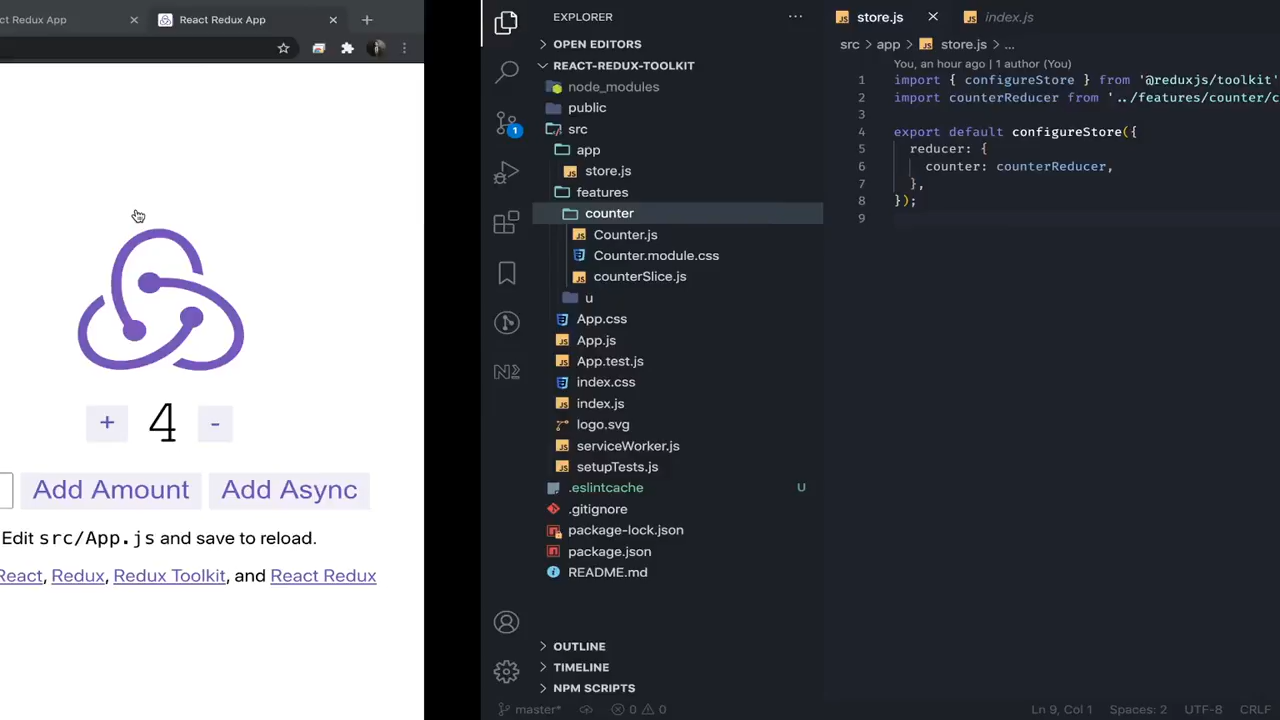 ct Redux App
React Redux App
+ 4 -
Add Amount Add Async
Edit src/App.js and save to reload.
React, Redux, Redux Toolkit, and React Redux
EXPLORER
OPEN EDITORS
REACT-REDUX-TOOLKIT
node_modules
public
src
app
store.js
features
counter
Counter.js
Counter.module.css
counterSlice.js
u
App.css
App.js
App.test.js
index.css
index.js
logo.svg
serviceWorker.js
setupTests.js
.eslintcache U
.gitignore
package-lock.json
package.json
README.md
OUTLINE
TIMELINE
NPM SCRIPTS
1
store.js
index.js
src > app > store.js > ...
You, an hour ago | 1 author (You)
1 import { configureStore } from '@reduxjs/toolkit'
2 import counterReducer from '../features/counter/c
3
4 export default configureStore({
5 reducer: {
6 counter: counterReducer,
7 },
8 });
9
master* 0 0 Ln 9, Col 1 Spaces: 2 UTF-8 CRLF